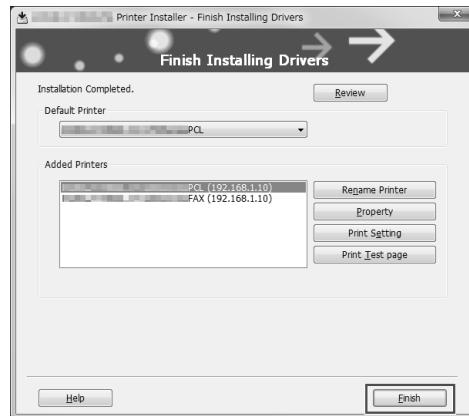 Printer Installer - Finish Installing Drivers
Finish Installing Drivers
Installation Completed.
Review
Default Printer
PCL
Added Printers
PCL (192.168.1.10)
FAX (192.168.1.10)
Rename Printer
Property
Print Setting
Print Test page
Help
Finish